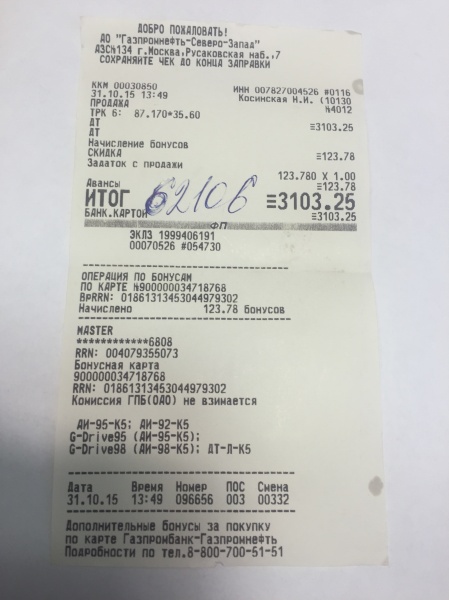 ДОБРО ПОЖАЛОВАТЬ!
АО "Газпромнефть-Северо-Запад"
АЗС№134 г.Москва,Русаковская наб.,7
СОХРАНЯЙТЕ ЧЕК ДО КОНЦА ЗАПРАВКИ
ККМ 00030850 ИНН 007827004526 #0116
31.10.15 13:49 Косинская Н.И. (10130
ПРОДАЖА №4012
ТРК 6: 87.170*35.60
ДТ ≡3103.25
ДТ
Начисление бонусов
СКИДКА ≡123.78
Задаток с продажи
123.780 X 1.00
Авансы ≡123.78
ИТОГ ≡3103.25
62106
БАНК.КАРТОЙ ≡3103.25
ФП
ЭКЛЗ 1999406191
00070526 #054730
ОПЕРАЦИЯ ПО БОНУСАМ
ПО КАРТЕ №900000034718768
ВрRRN: 01861313453044979302
Начислено 123.78 бонусов
MASTER
************6808
RRN: 004079355073
Бонусная карта
900000034718768
RRN: 01861313453044979302
Комиссия ГПБ(ОАО) не взимается
АИ-95-К5; АИ-92-К5
G-Drive95 (АИ-95-К5);
G-Drive98 (АИ-98-К5); ДТ-Л-К5
Дата Время Номер ПОС Смена
31.10.15 13:49 096656 003 00332
Дополнительные бонусы за покупку
по карте Газпромбанк-Газпромнефть
Подробности по тел.8-800-700-51-51